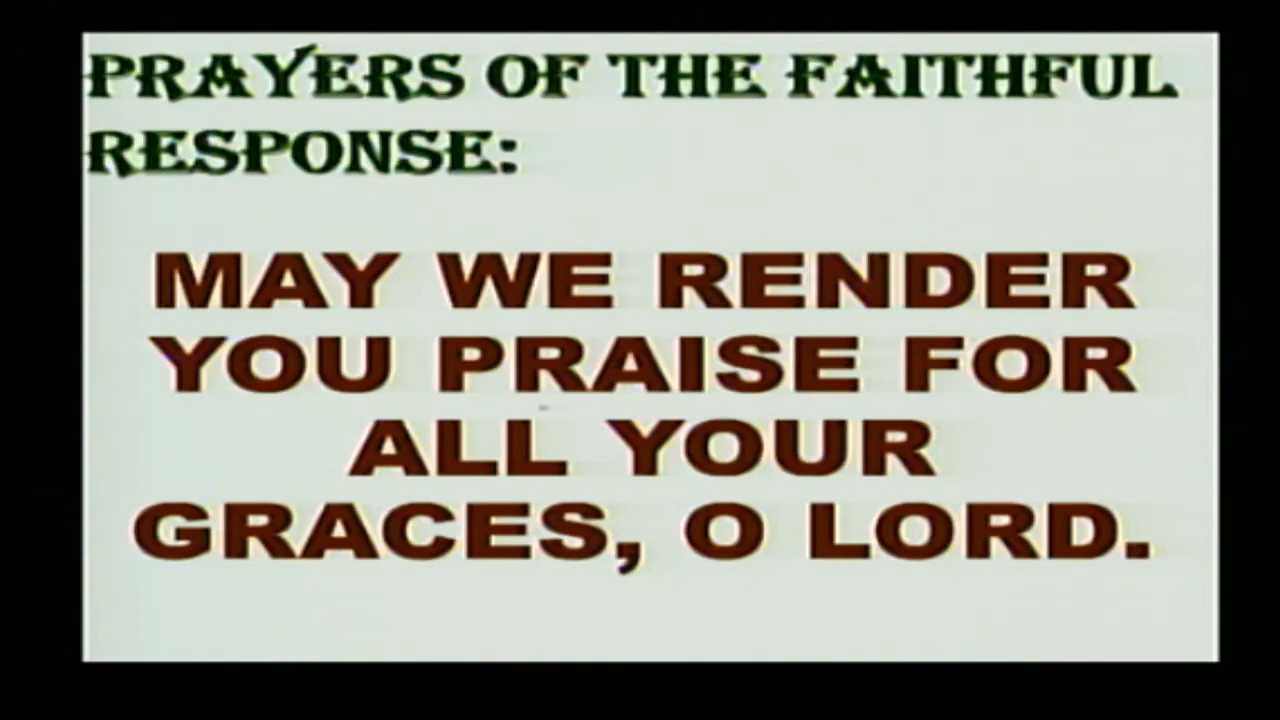 PRAYERS OF THE FAITHFUL
RESPONSE:
MAY WE RENDER
YOU PRAISE FOR
ALL YOUR
GRACES, O LORD.